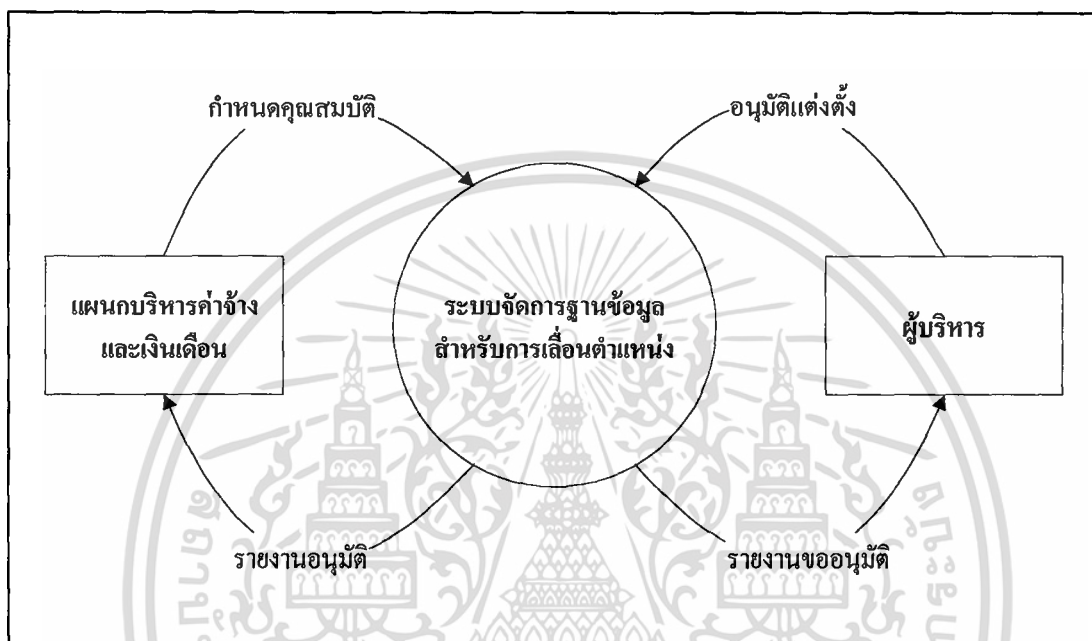 กำหนดคุณสมบัติ
อนุมัติแต่งตั้ง
แผนกบริหารค่าจ้าง
และเงินเดือน
ระบบจัดการฐานข้อมูล
สำหรับการเลื่อนตำแหน่ง
ผู้บริหาร
รายงานอนุมัติ
รายงานขออนุมัติ